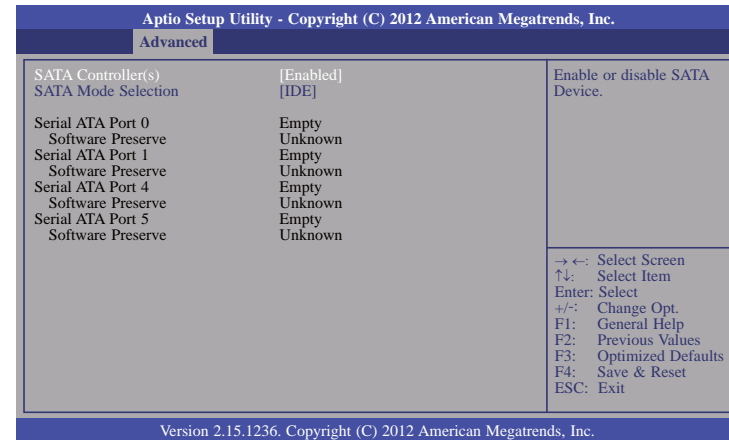 Aptio Setup Utility - Copyright (C) 2012 American Megatrends, Inc.
Advanced
SATA Controller(s) [Enabled]
SATA Mode Selection [IDE]
Serial ATA Port 0 Empty
Software Preserve Unknown
Serial ATA Port 1 Empty
Software Preserve Unknown
Serial ATA Port 4 Empty
Software Preserve Unknown
Serial ATA Port 5 Empty
Software Preserve Unknown
Enable or disable SATA
Device.
→ ←: Select Screen
↑↓: Select Item
Enter: Select
+/-: Change Opt.
F1: General Help
F2: Previous Values
F3: Optimized Defaults
F4: Save & Reset
ESC: Exit
Version 2.15.1236. Copyright (C) 2012 American Megatrends, Inc.